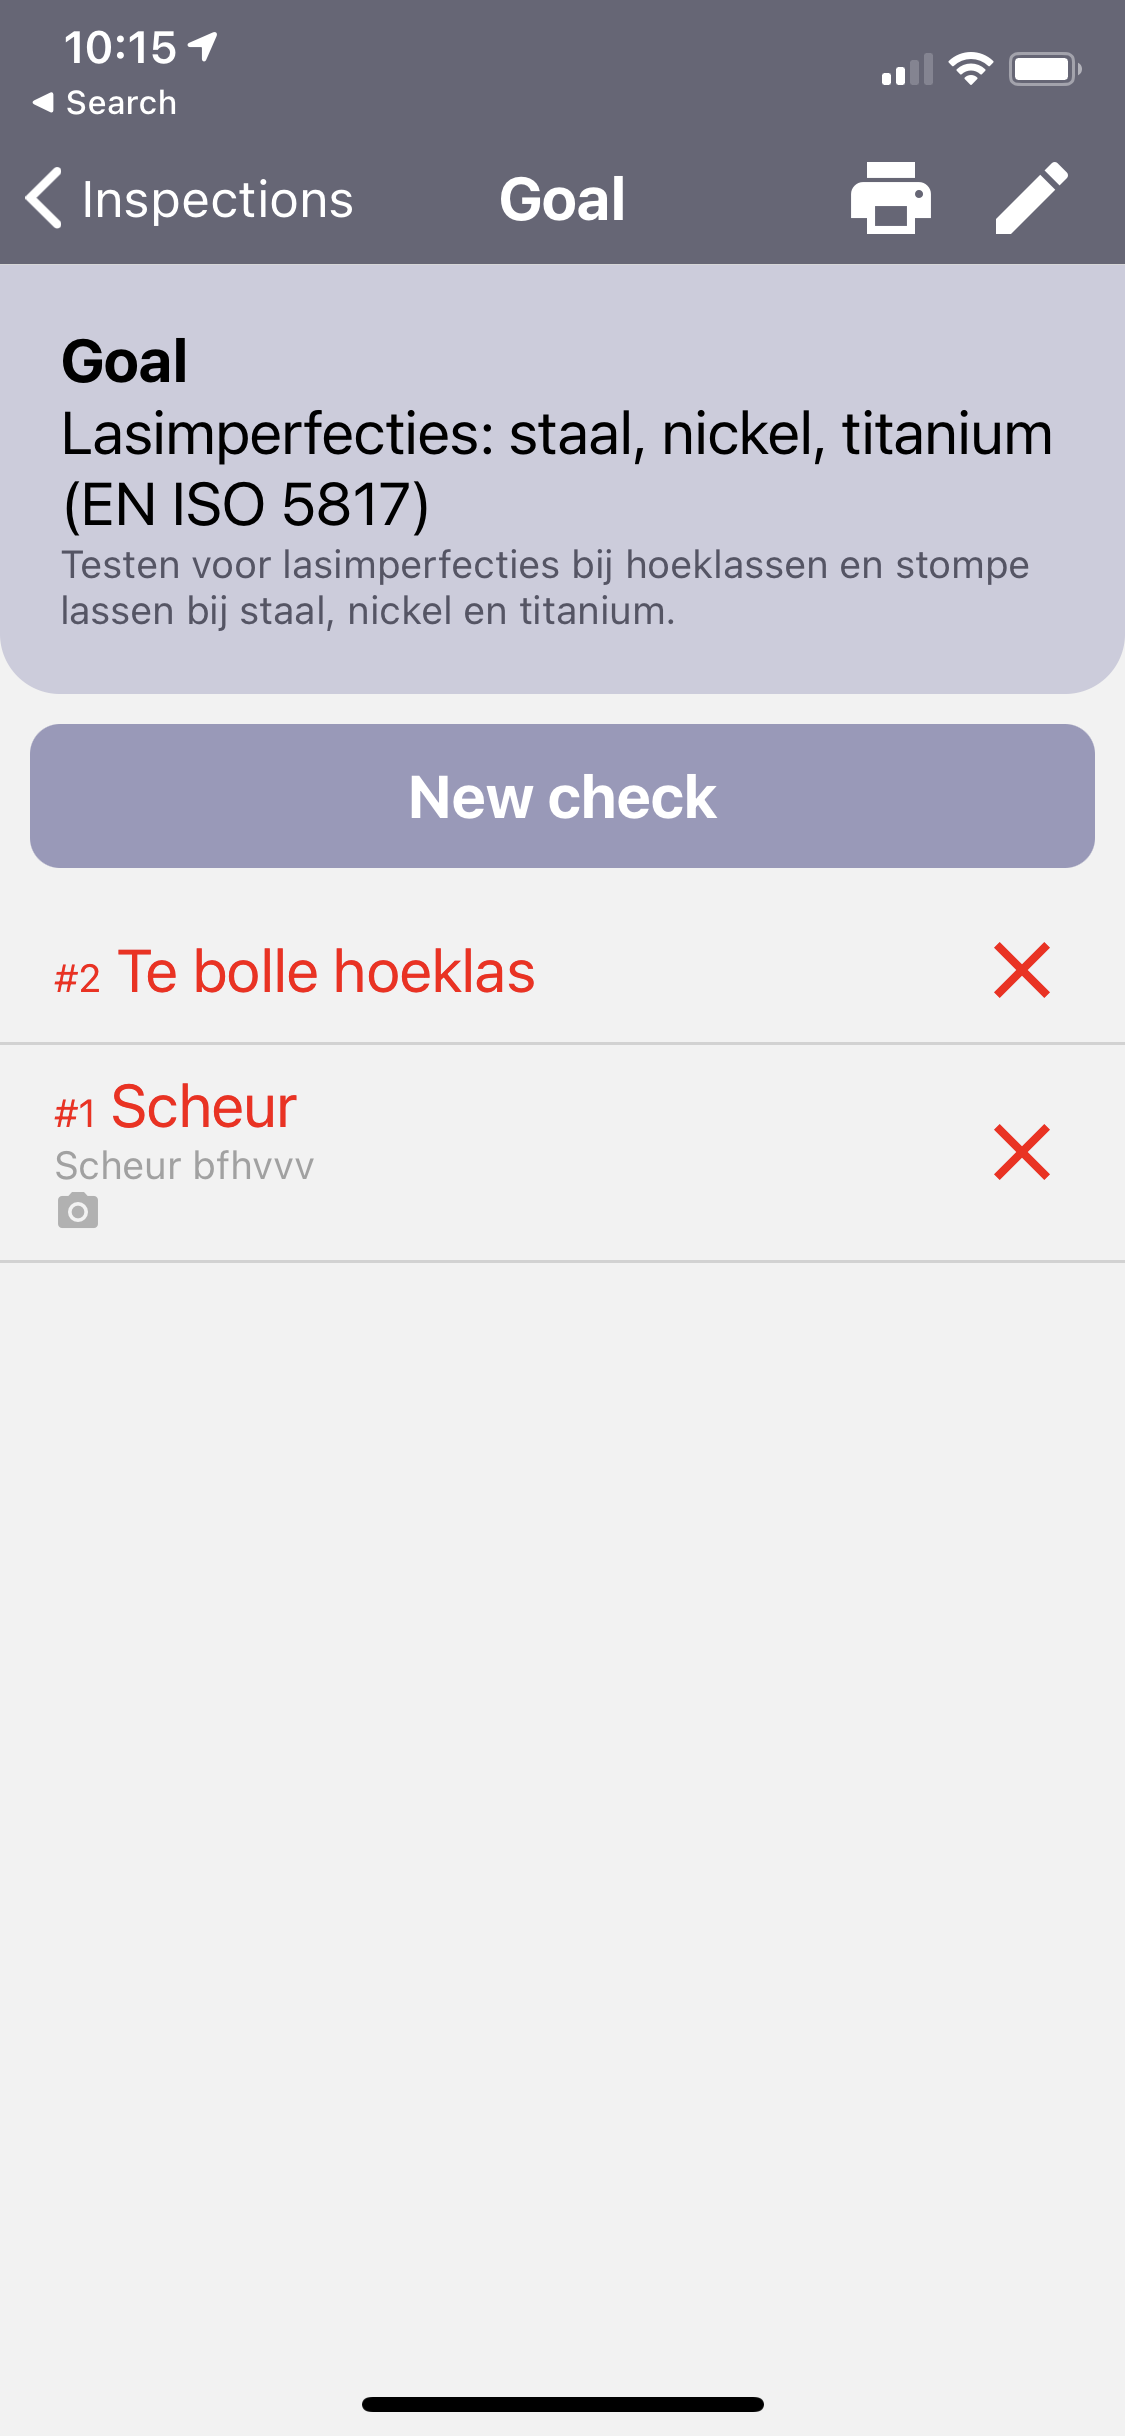 10:15
Search
Inspections
Goal
Goal
Lasimperfecties: staal, nickel, titanium
(EN ISO 5817)
Testen voor lasimperfecties bij hoeklassen en stompe
lassen bij staal, nickel en titanium.
New check
#2 Te bolle hoeklas
#1 Scheur
Scheur bfhvvv